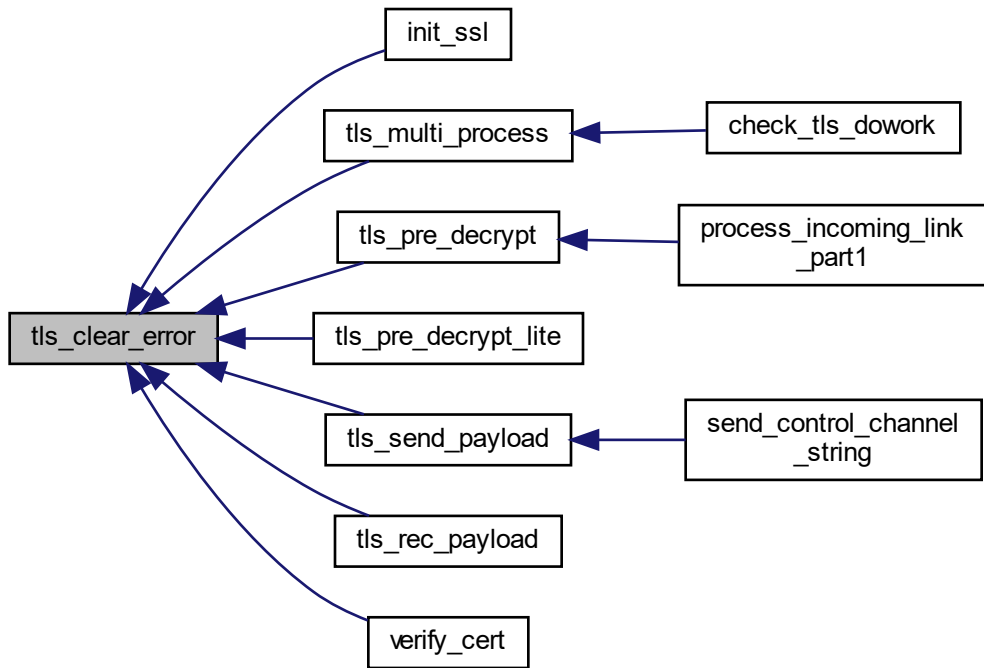 init_ssl
tls_multi_process
check_tls_dowork
tls_pre_decrypt
process_incoming_link
_part1
tls_clear_error
tls_pre_decrypt_lite
tls_send_payload
send_control_channel
_string
tls_rec_payload
verify_cert